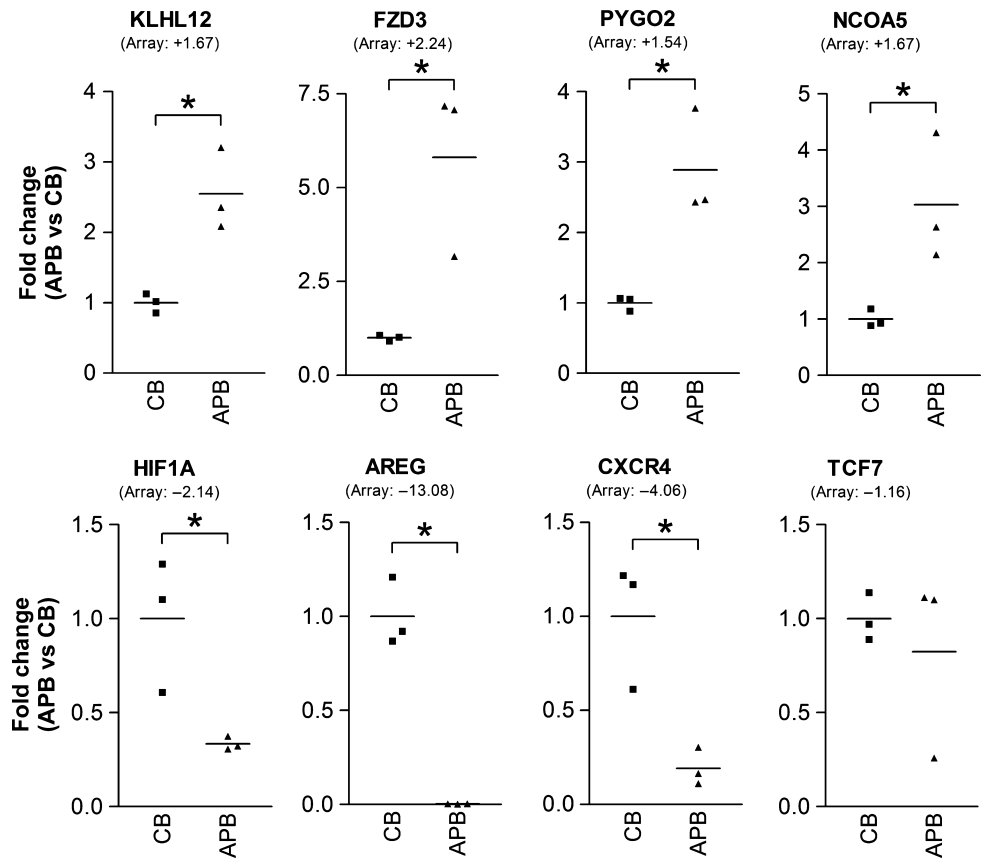 KLHL12
(Array: +1.67)
FZD3
(Array: +2.24)
PYGO2
(Array: +1.54)
NCOA5
(Array: +1.67)
Fold change
(APB vs CB)
4
3
2
1
0
*
CB
APB
7.5
5.0
2.5
0.0
*
CB
APB
4
3
2
1
0
*
CB
APB
5
4
3
2
1
0
*
CB
APB
HIF1A
(Array: –2.14)
AREG
(Array: –13.08)
CXCR4
(Array: –4.06)
TCF7
(Array: –1.16)
Fold change
(APB vs CB)
1.5
1.0
0.5
0.0
*
CB
APB
1.5
1.0
0.5
0.0
*
CB
APB
1.5
1.0
0.5
0.0
*
CB
APB
1.5
1.0
0.5
0.0
CB
APB